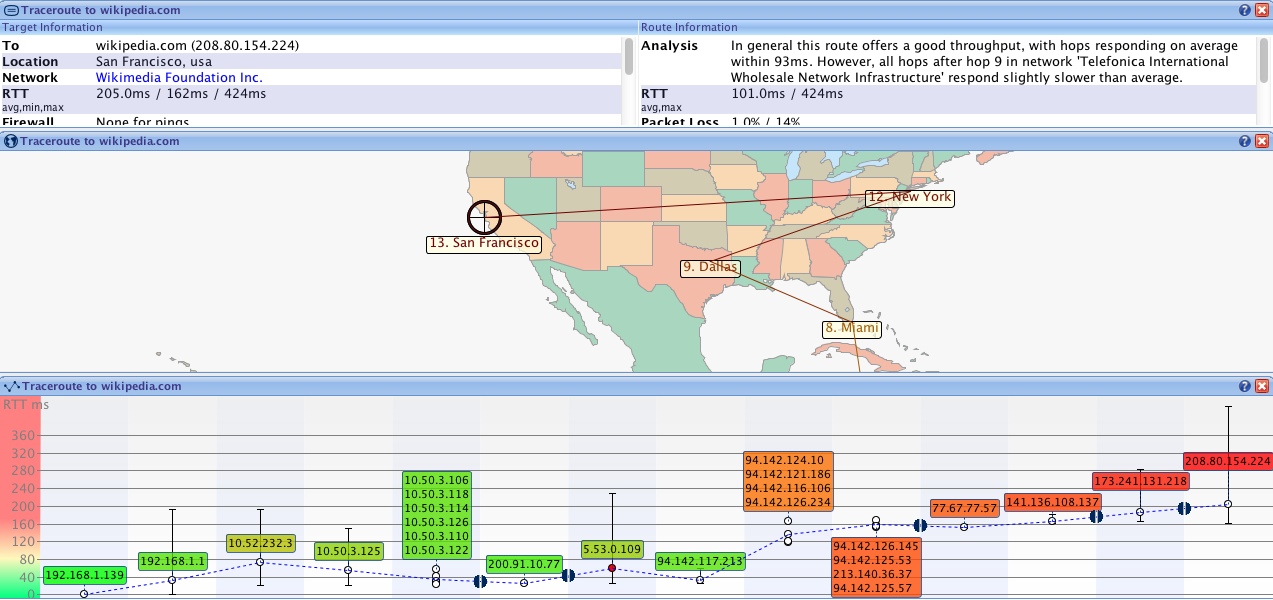 Traceroute to wikipedia.com
Target Information
To wikipedia.com (208.80.154.224)
Location San Francisco, usa
Network Wikimedia Foundation Inc.
RTT 205.0ms / 162ms / 424ms
avg,min,max
Firewall None for pings
Route Information
Analysis In general this route offers a good throughput, with hops responding on average
within 93ms. However, all hops after hop 9 in network 'Telefonica International
Wholesale Network Infrastructure' respond slightly slower than average.
RTT 101.0ms / 424ms
avg,max
Packet Loss 1.0% / 14%
Traceroute to wikipedia.com
12. New York
13. San Francisco
9. Dallas
8. Miami
Traceroute to wikipedia.com
RTT ms
360
320
280
240
200
160
120
80
40
0
192.168.1.139
192.168.1.1
10.52.232.3
10.50.3.125
10.50.3.106
10.50.3.118
10.50.3.114
10.50.3.126
10.50.3.110
10.50.3.122
200.91.10.77
5.53.0.109
94.142.117.213
94.142.124.10
94.142.121.186
94.142.116.106
94.142.126.234
94.142.126.145
94.142.125.53
213.140.36.37
94.142.125.57
77.67.77.57
141.136.108.137
173.241.131.218
208.80.154.224